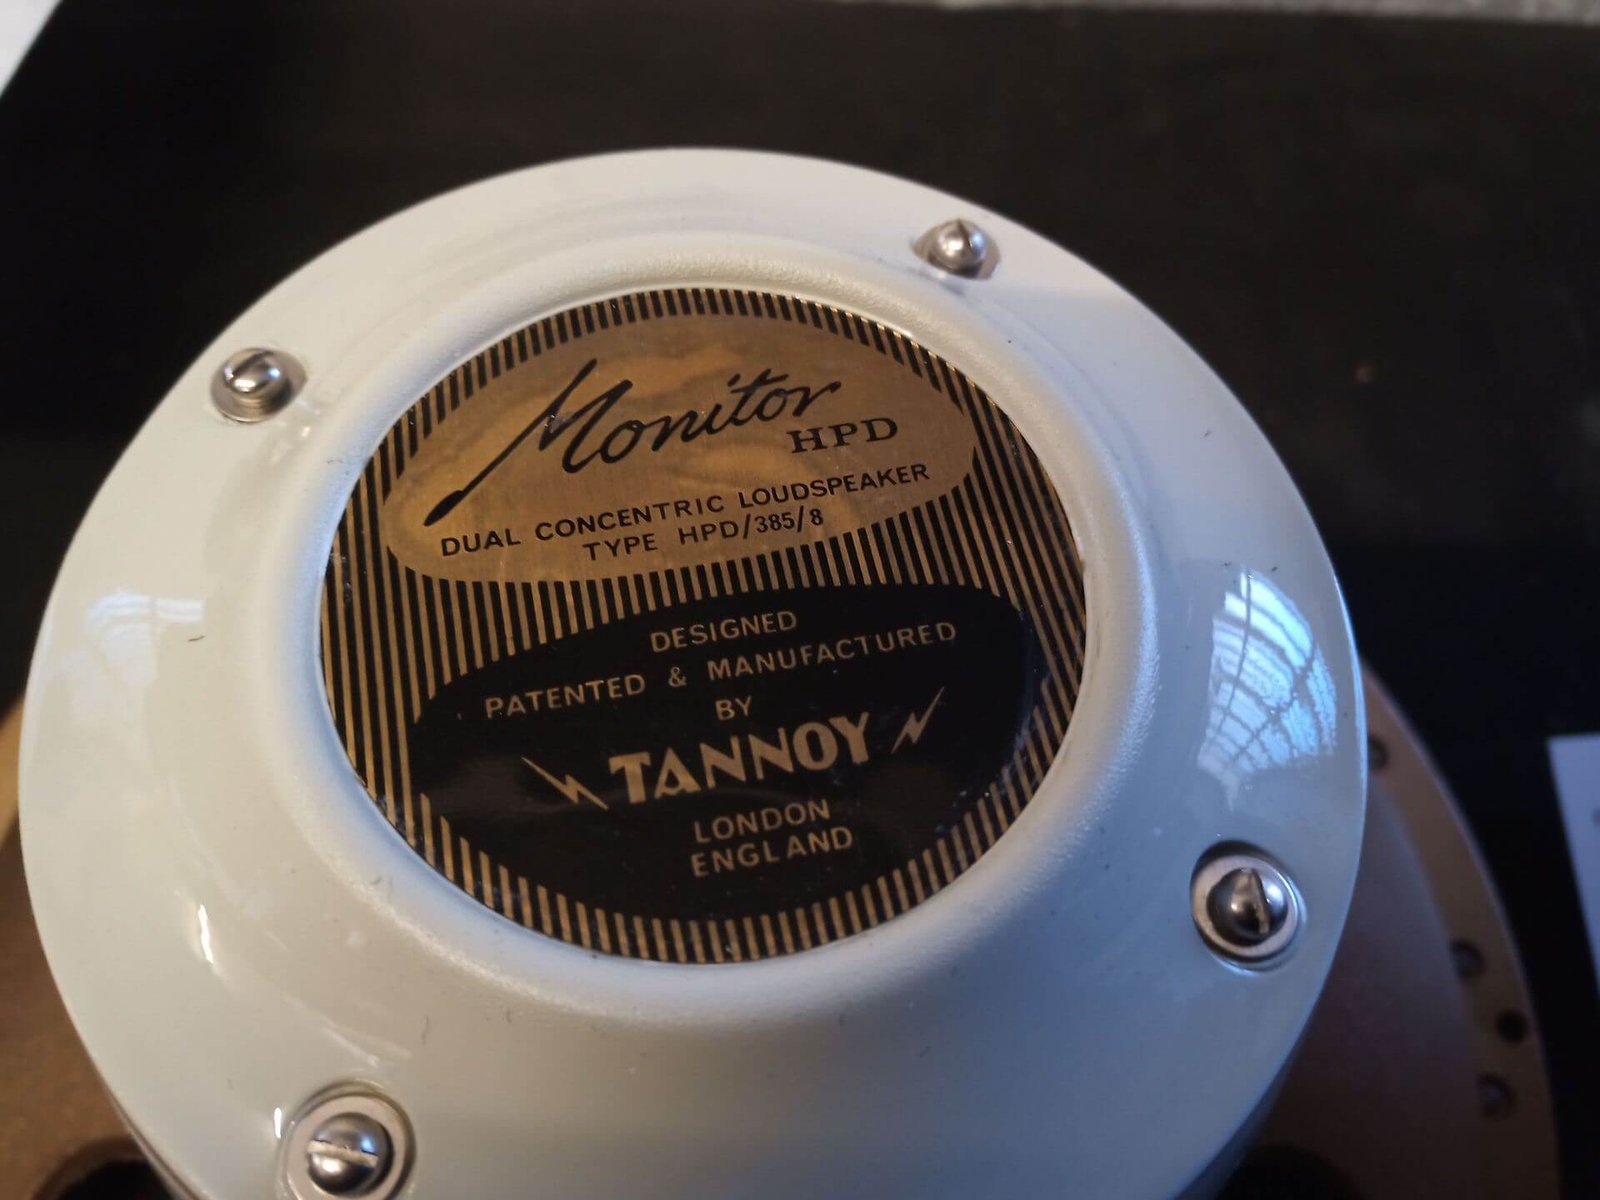 Monitor
HPD
DUAL CONCENTRIC LOUDSPEAKER
TYPE HPD/385/8
DESIGNED
PATENTED & MANUFACTURED
BY
TANNOY
LONDON
ENGLAND